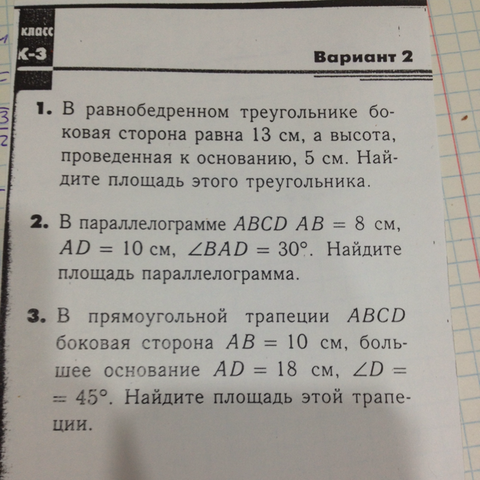 класс
К-3
Вариант 2
1. В равнобедренном треугольнике бо-
ковая сторона равна 13 см, а высота,
проведенная к основанию, 5 см. Най-
дите площадь этого треугольника.
2. В параллелограмме ABCD AB = 8 см,
AD = 10 см, ∠BAD = 30°. Найдите
площадь параллелограмма.
3. В прямоугольной трапеции ABCD
боковая сторона AB = 10 см, боль-
шее основание AD = 18 см, ∠D =
= 45°. Найдите площадь этой трапе-
ции.